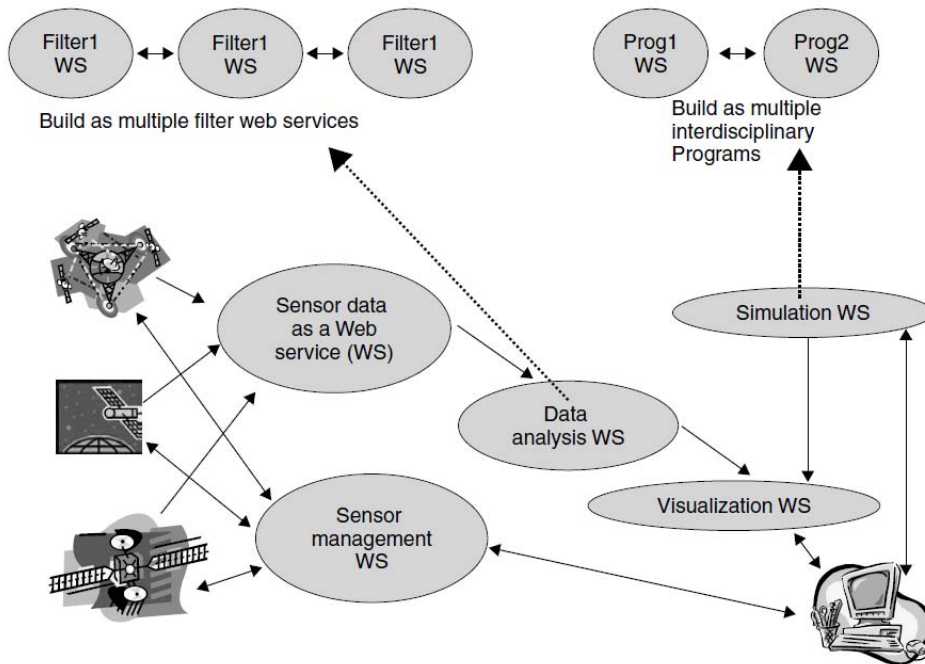 Filter1
WS
Filter1
WS
Filter1
WS
Prog1
WS
Prog2
WS
Build as multiple filter web services
Build as multiple
interdisciplinary
Programs
Sensor data
as a Web
service (WS)
Simulation WS
Data
analysis WS
Visualization WS
Sensor
management
WS